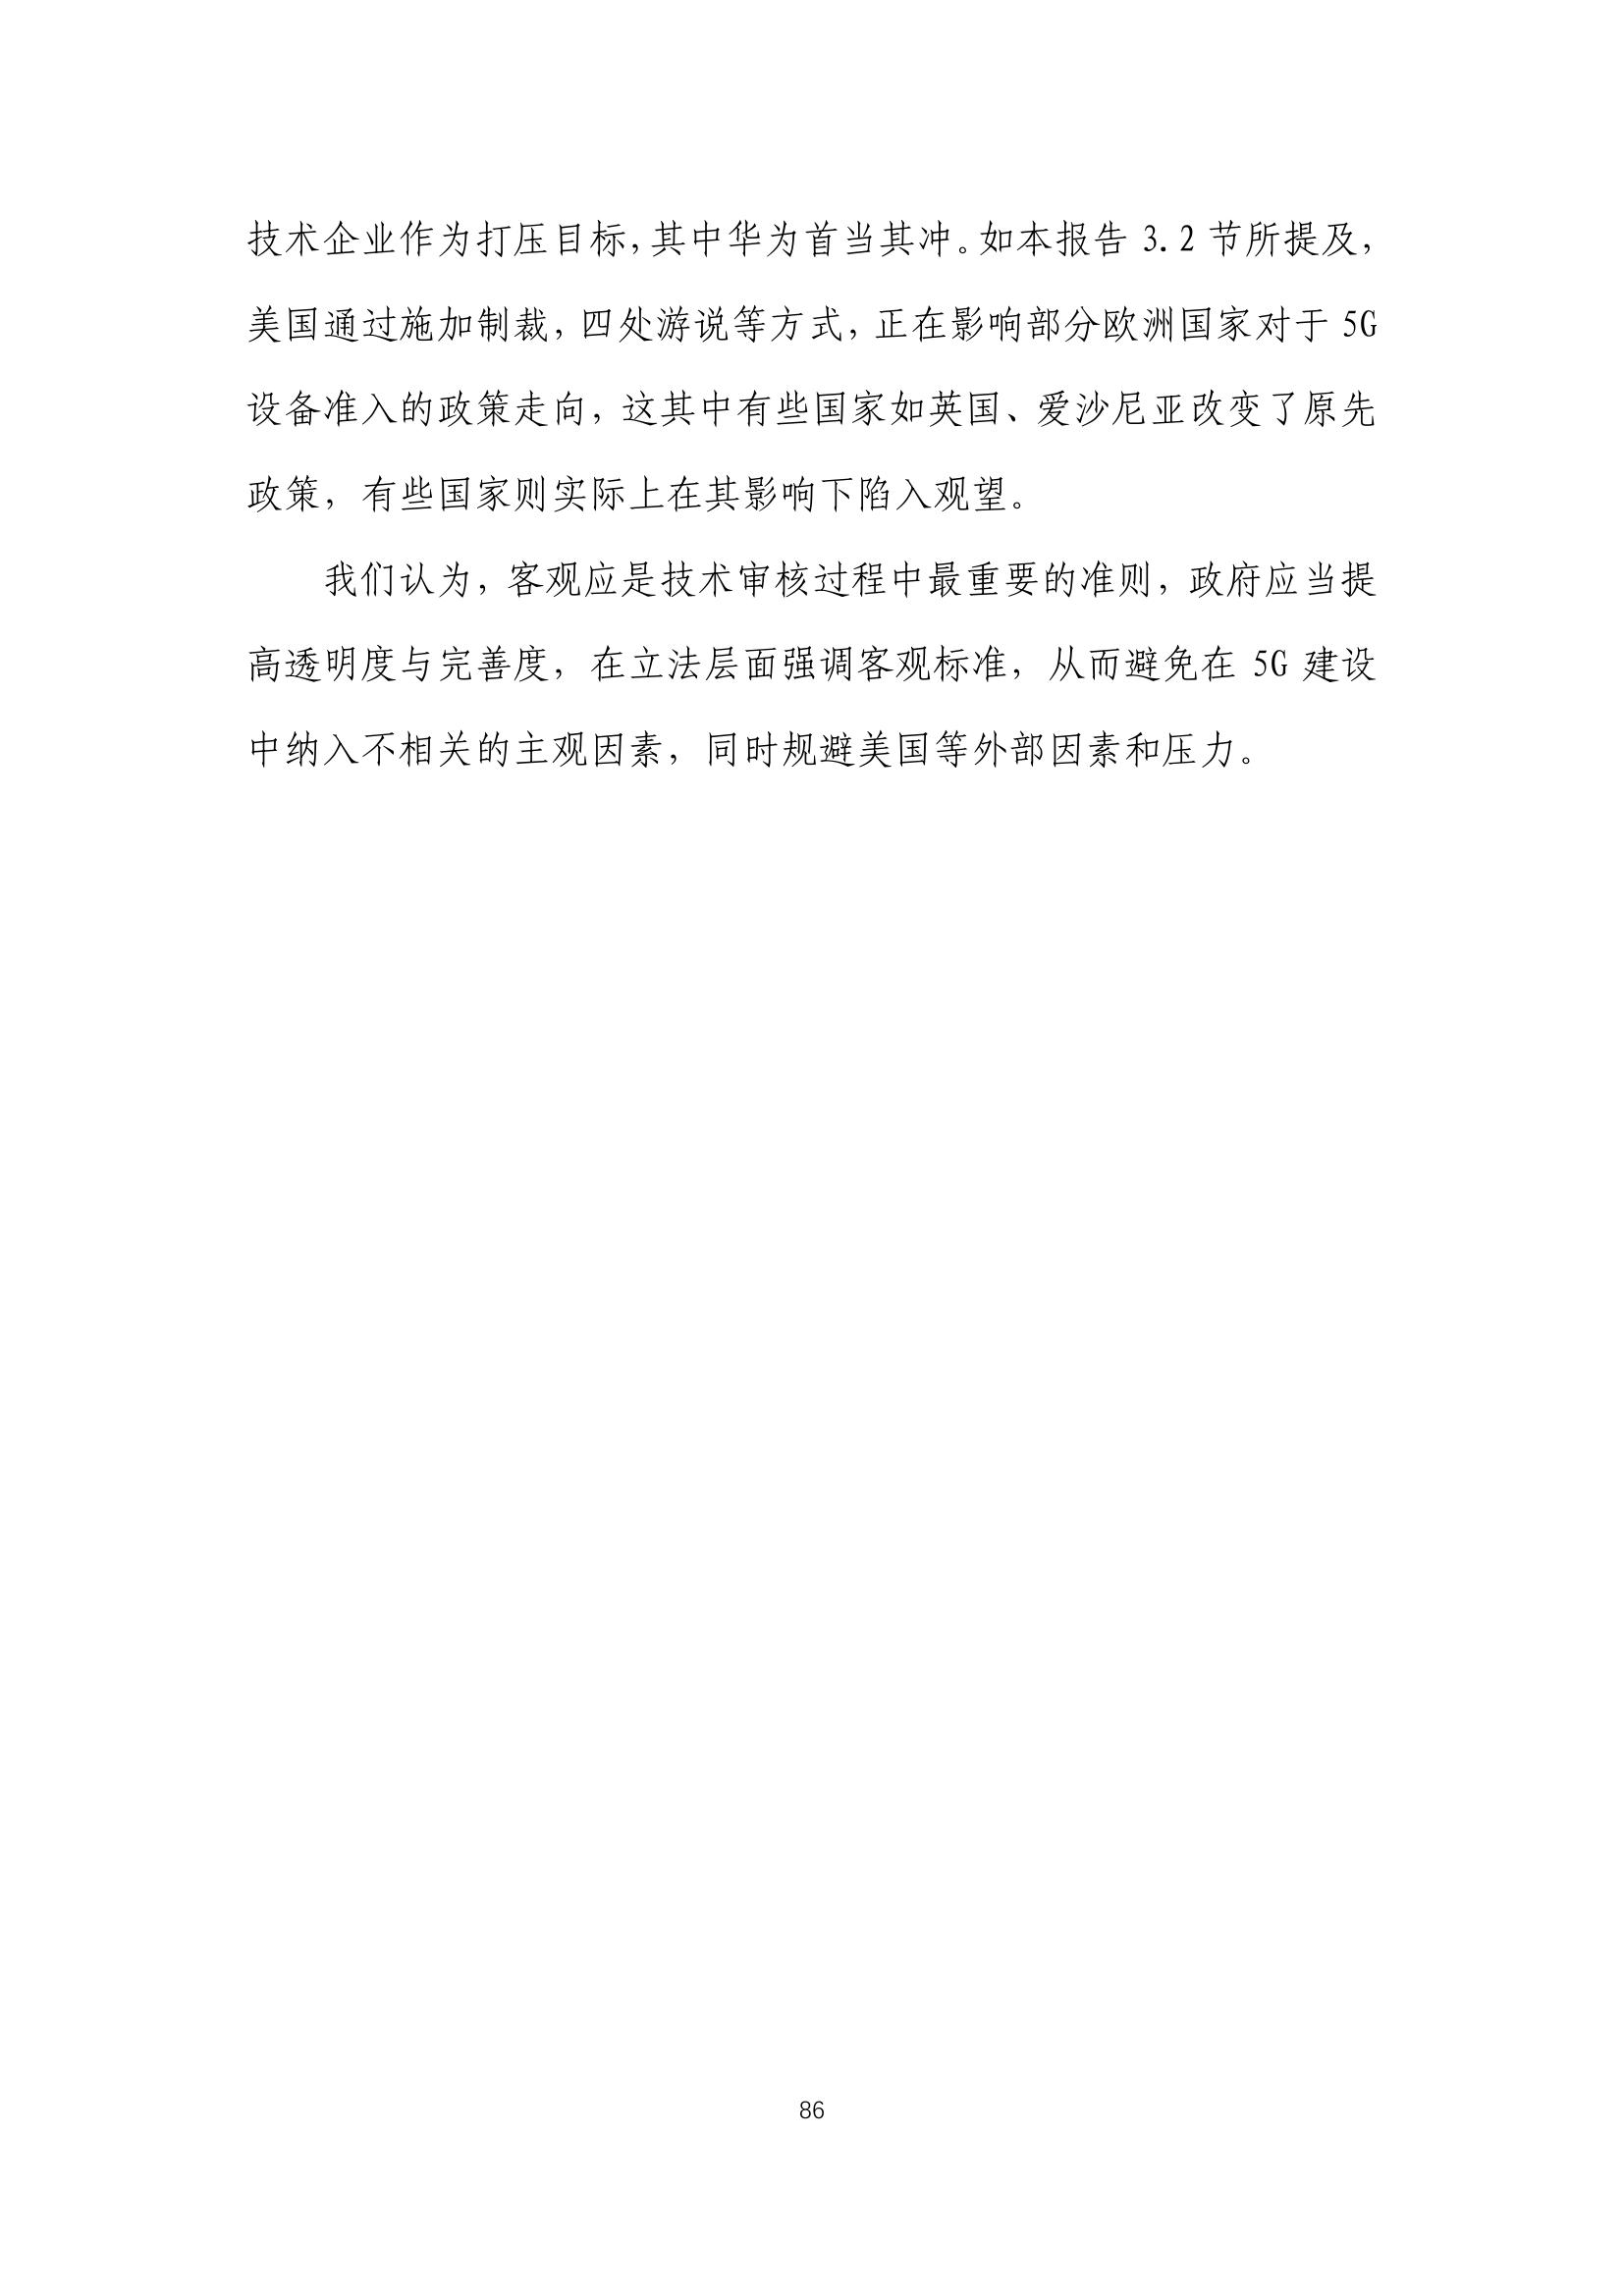 技术企业作为打压目标，其中华为首当其冲。如本报告 3.2 节所提及，
美国通过施加制裁，四处游说等方式，正在影响部分欧洲国家对于 5G
设备准入的政策走向，这其中有些国家如英国、爱沙尼亚改变了原先
政策，有些国家则实际上在其影响下陷入观望。
我们认为，客观应是技术审核过程中最重要的准则，政府应当提
高透明度与完善度，在立法层面强调客观标准，从而避免在 5G 建设
中纳入不相关的主观因素，同时规避美国等外部因素和压力。
86